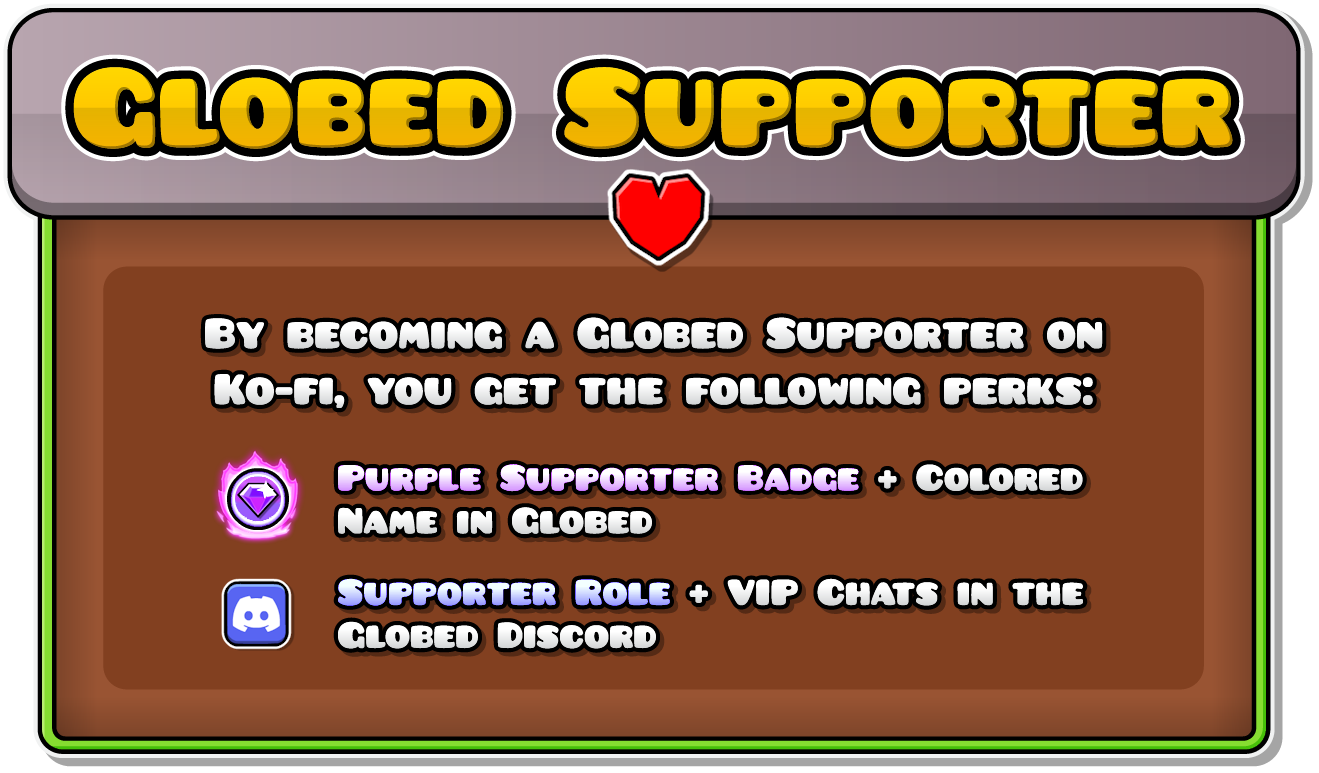 Globed Supporter
By becoming a Globed Supporter on
Ko-fi, you get the following perks:
Purple Supporter Badge + Colored
Name in Globed
Supporter Role + VIP Chats in the
Globed Discord